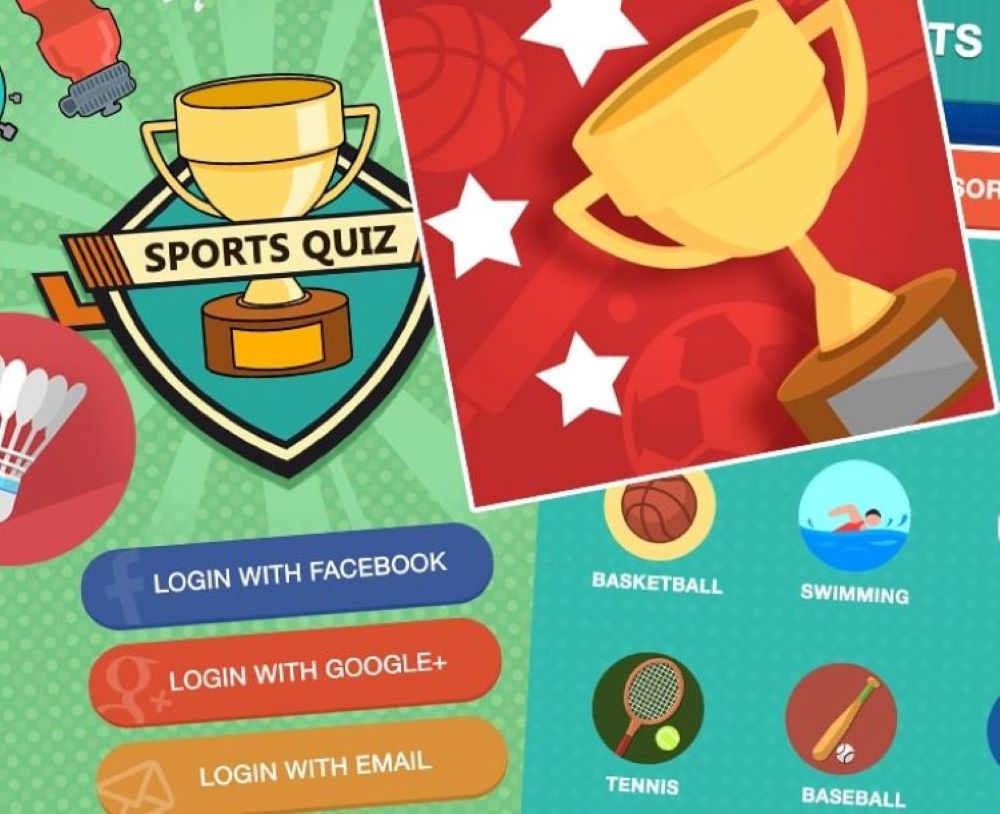 SPORTS QUIZ
LOGIN WITH FACEBOOK
LOGIN WITH GOOGLE+
LOGIN WITH EMAIL
BASKETBALL
SWIMMING
TENNIS
BASEBALL